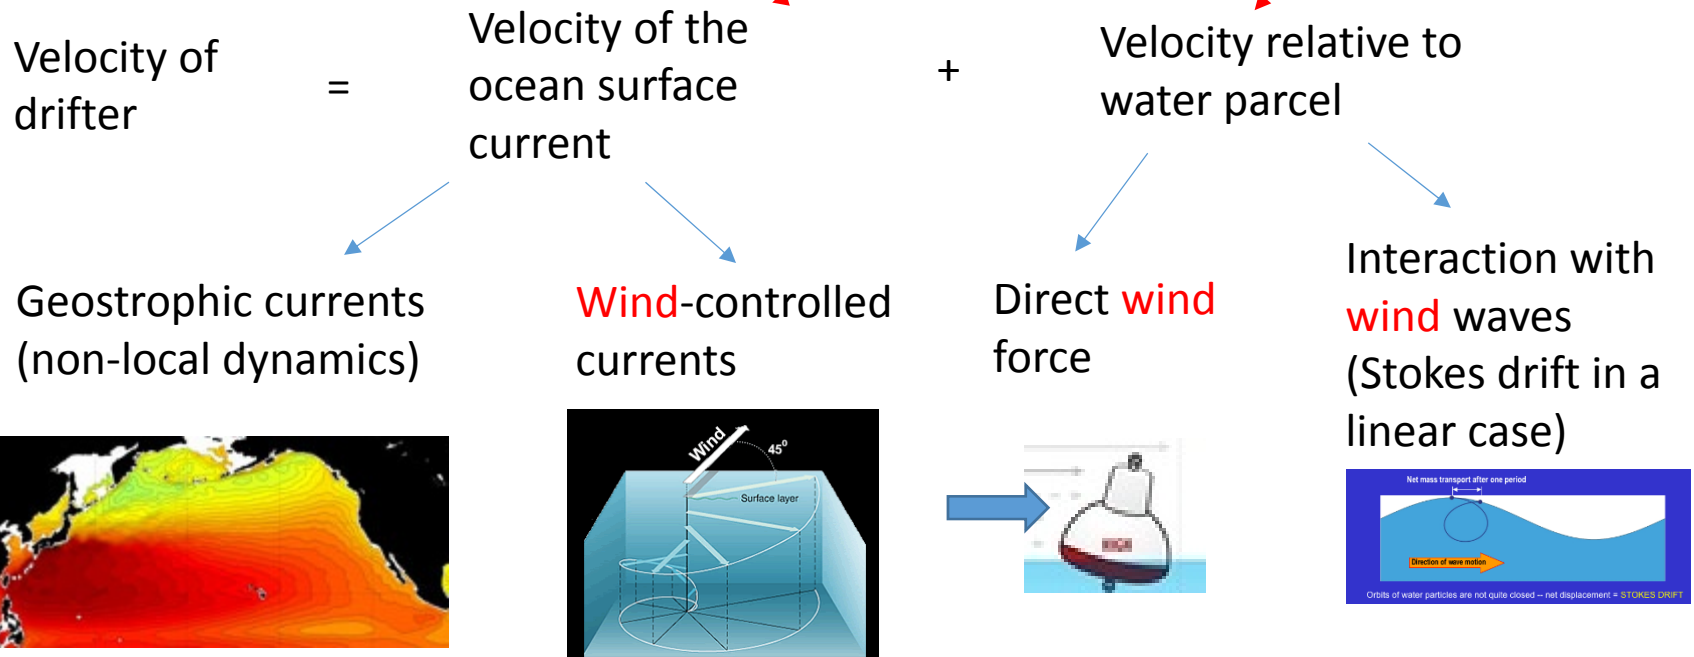 Velocity of
drifter
=
Velocity of the
ocean surface
current
+
Velocity relative to
water parcel
Geostrophic currents
(non-local dynamics)
Wind-controlled
currents
Direct wind
force
Interaction with
wind waves
(Stokes drift in a
linear case)
Wind
45°
Surface layer
Net mass transport after one period
Direction of wave motion
Orbits of water particles are not quite closed -- net displacement = STOKES DRIFT